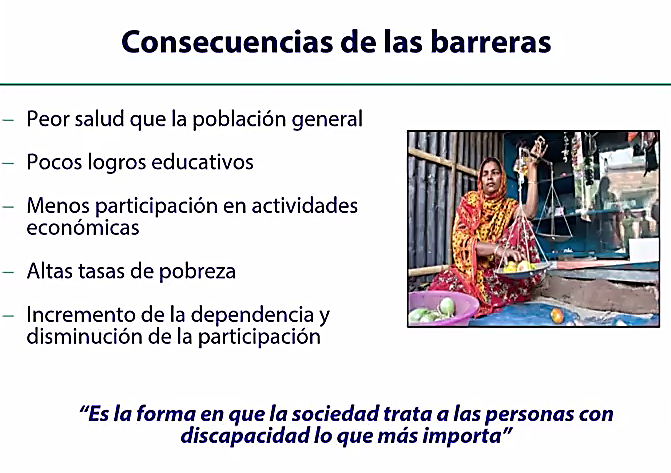 Consecuencias de las barreras
– Peor salud que la población general
– Pocos logros educativos
– Menos participación en actividades
económicas
– Altas tasas de pobreza
– Incremento de la dependencia y
disminución de la participación
“Es la forma en que la sociedad trata a las personas con
discapacidad lo que más importa”